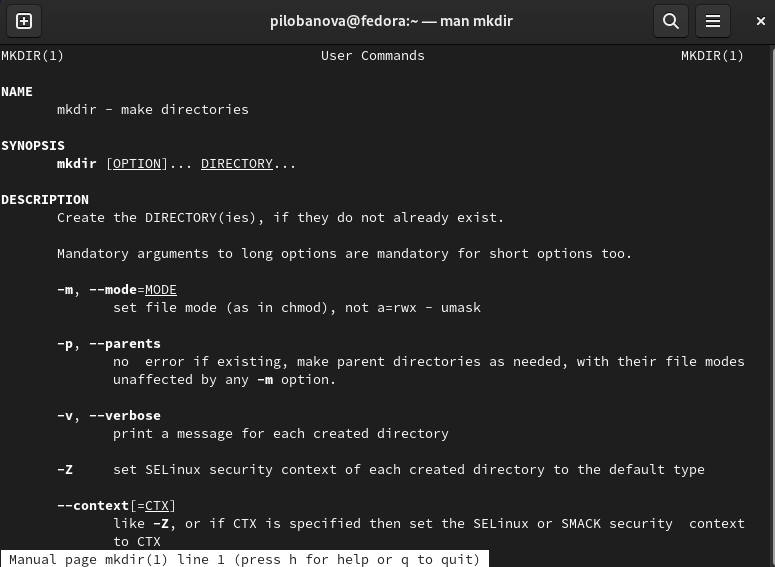 pilobanova@fedora:~ — man mkdir
MKDIR(1) User Commands MKDIR(1)
NAME
mkdir - make directories
SYNOPSIS
mkdir [OPTION]... DIRECTORY...
DESCRIPTION
Create the DIRECTORY(ies), if they do not already exist.
Mandatory arguments to long options are mandatory for short options too.
-m, --mode=MODE
set file mode (as in chmod), not a=rwx - umask
-p, --parents
no  error if existing, make parent directories as needed, with their file modes
unaffected by any -m option.
-v, --verbose
print a message for each created directory
-Z set SELinux security context of each created directory to the default type
--context[=CTX]
like -Z, or if CTX is specified then set the SELinux or SMACK security  context
to CTX
Manual page mkdir(1) line 1 (press h for help or q to quit)